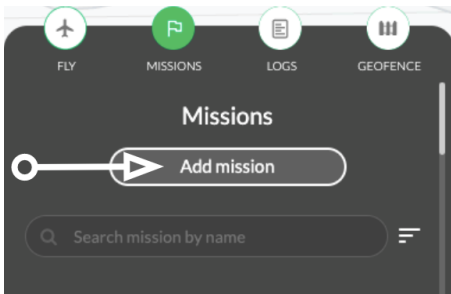 FLY MISSIONS LOGS GEOFENCE
Missions
Add mission
Search mission by name